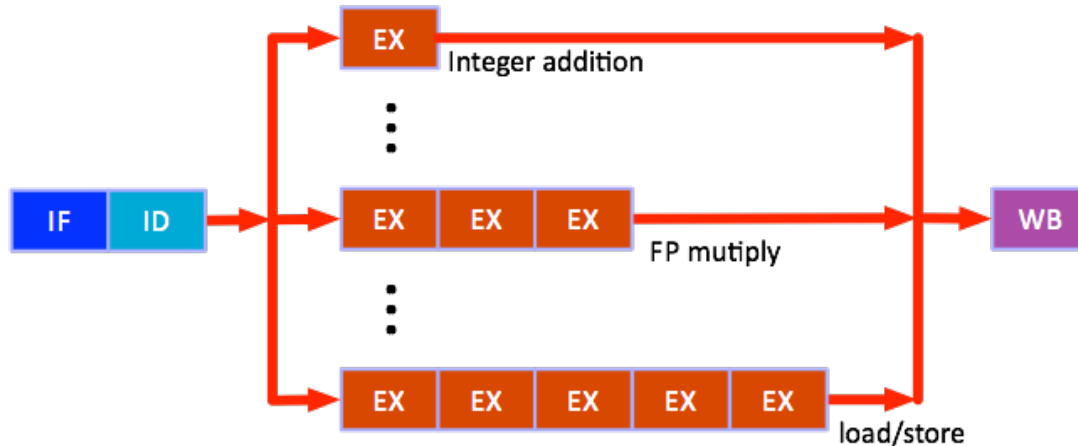 EX
Integer addition
IF ID EX EX EX WB
FP mutiply
EX EX EX EX EX
load/store